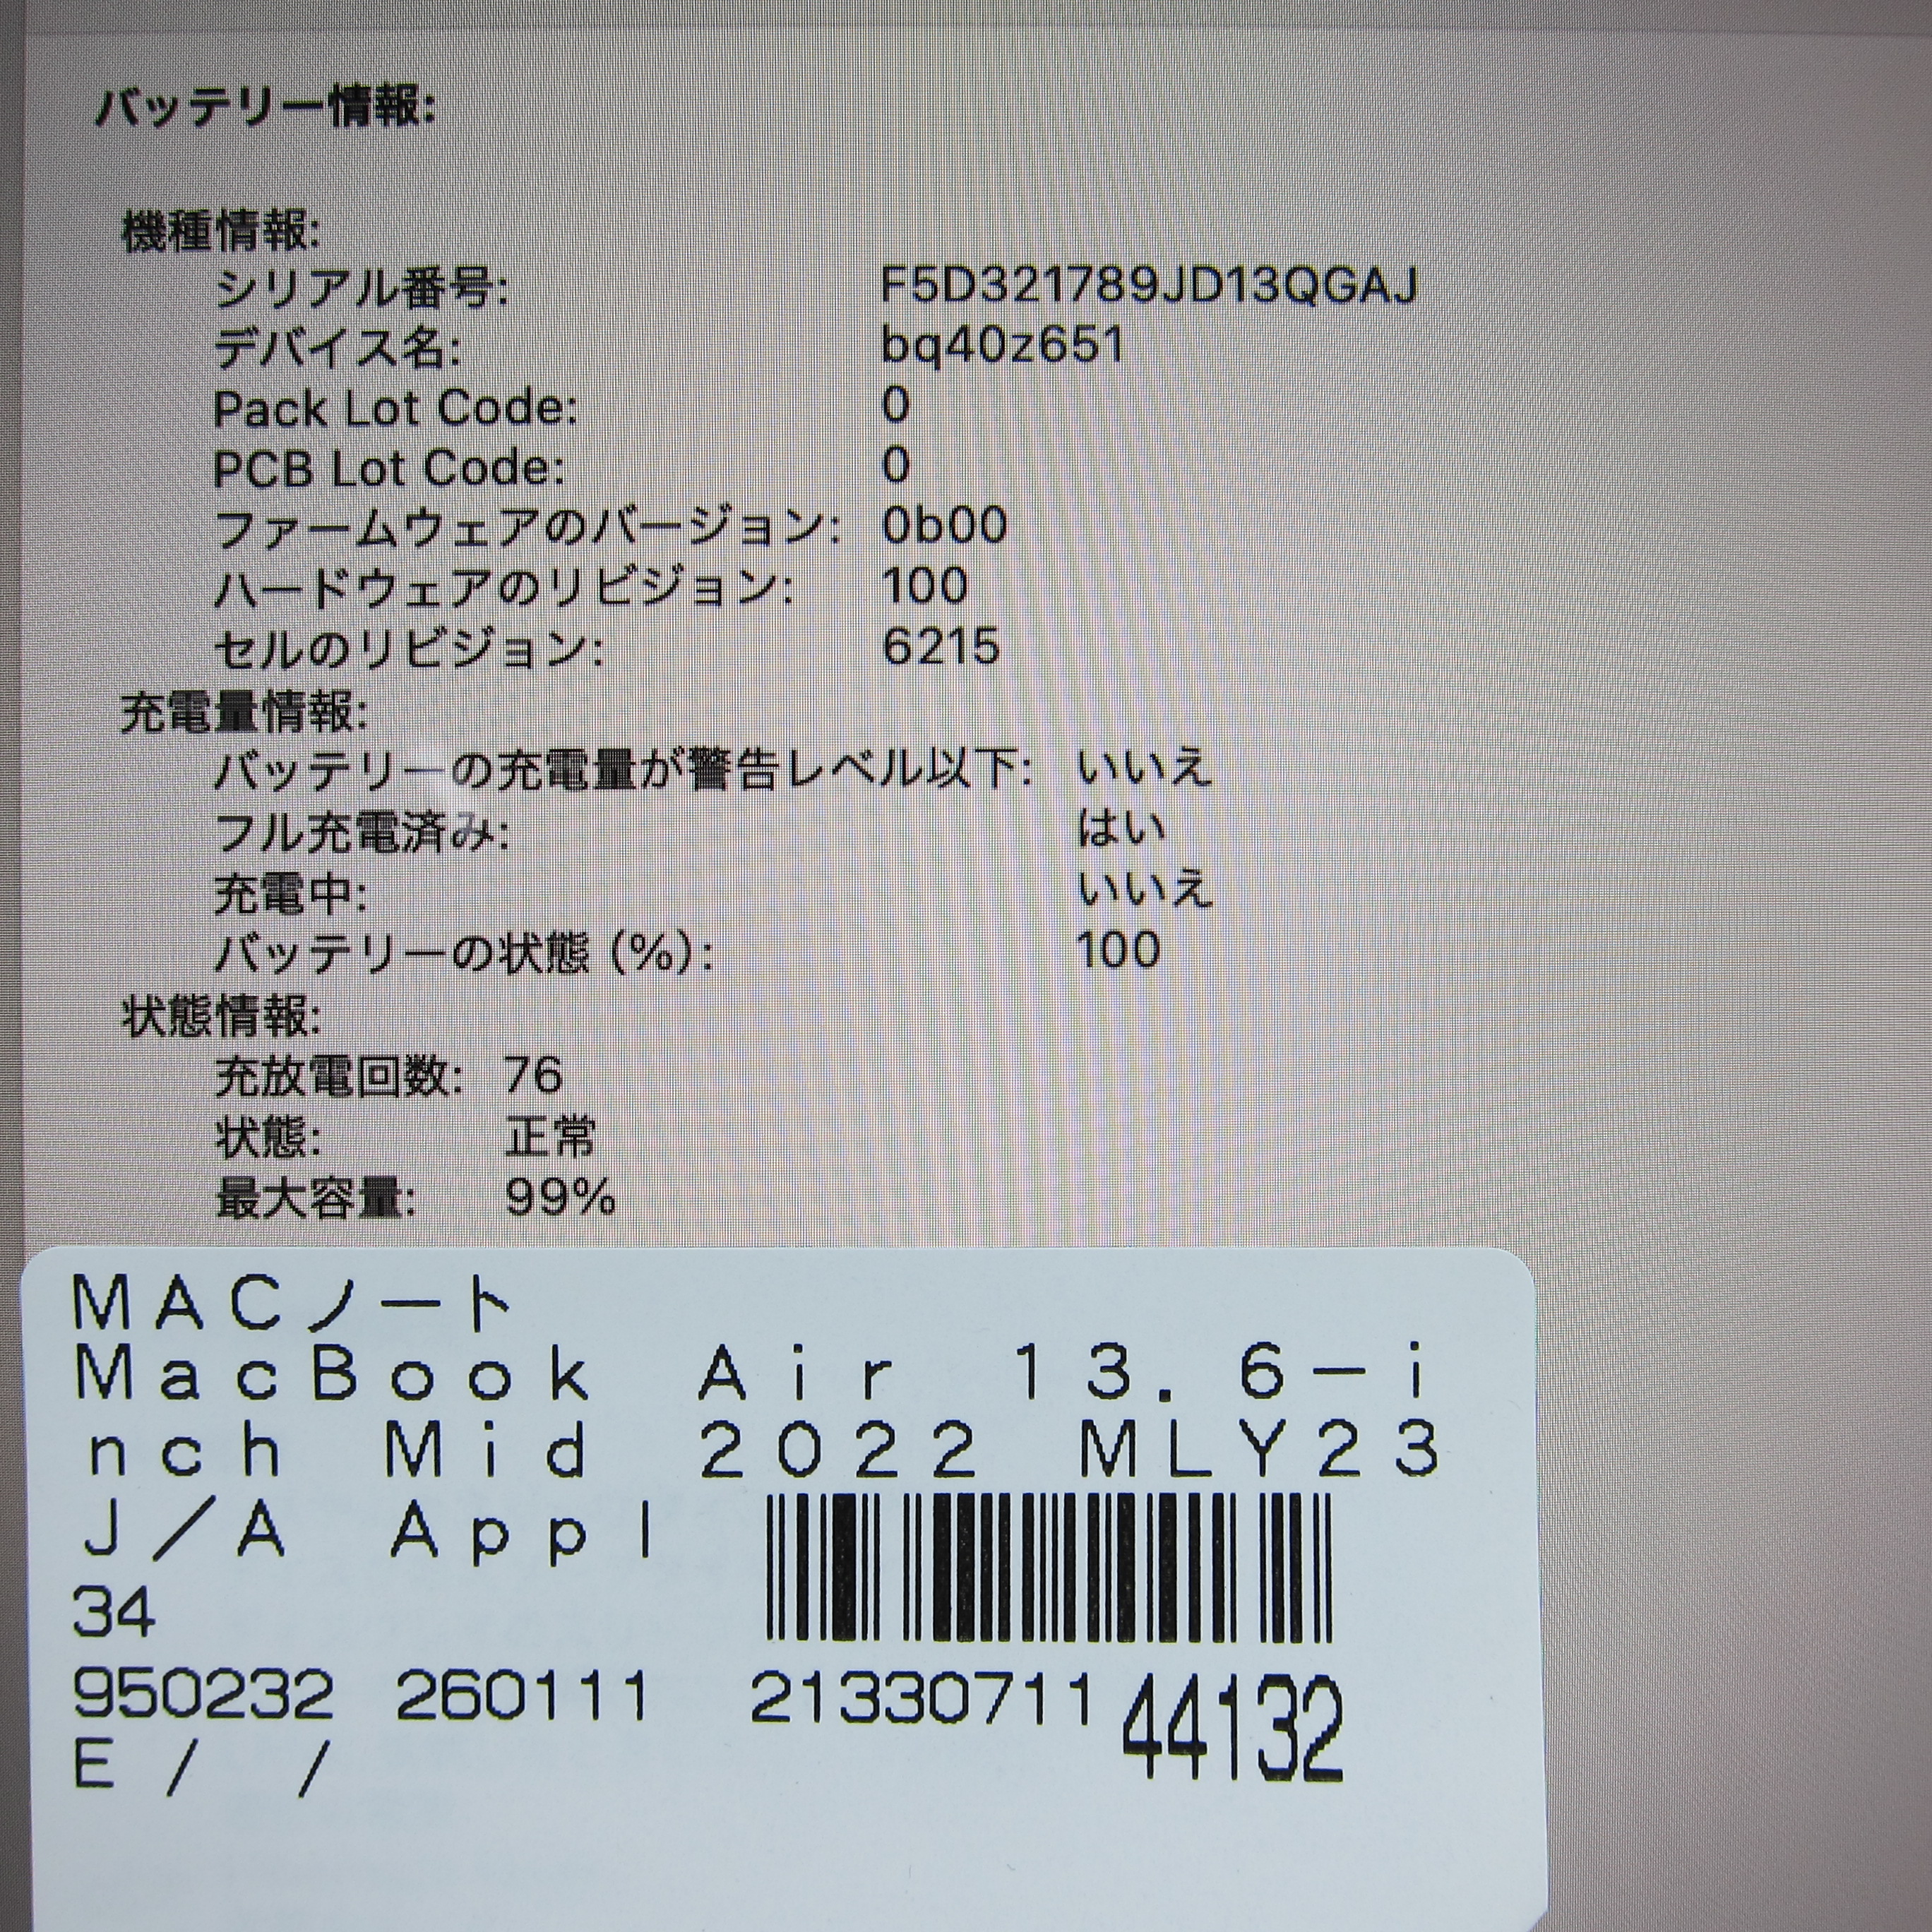 バッテリー情報:
機種情報:
シリアル番号: F5D321789JD13QGAJ
デバイス名: bq40z651
Pack Lot Code: 0
PCB Lot Code: 0
ファームウェアのバージョン: 0b00
ハードウェアのリビジョン: 100
セルのリビジョン: 6215
充電量情報:
バッテリーの充電量が警告レベル以下: いいえ
フル充電済み: はい
充電中: いいえ
バッテリーの状態 (%): 100
状態情報:
充放電回数: 76
状態: 正常
最大容量: 99%
MACノート
MacBook Air 13.6-i
nch Mid 2022 MLY23
J/A Appl
34
950232 260111 21330711 44132
E / /